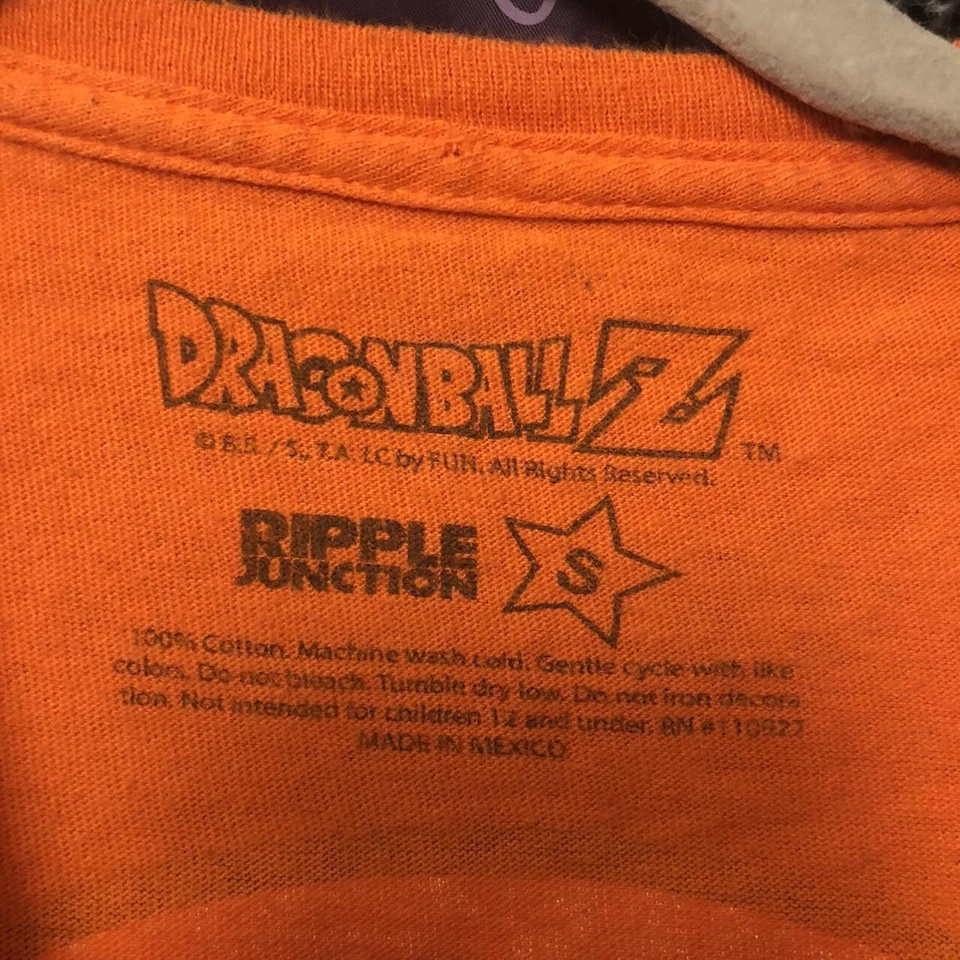 DRAGONBALL Z TM
© B.S. / S., T.A. LC by FUN. All Rights Reserved.
RIPPLE
JUNCTION
S
100% Cotton. Machine wash cold. Gentle cycle with like
colors. Do not bleach. Tumble dry low. Do not iron decora
tion. Not intended for children 12 and under. RN #110927
MADE IN MEXICO